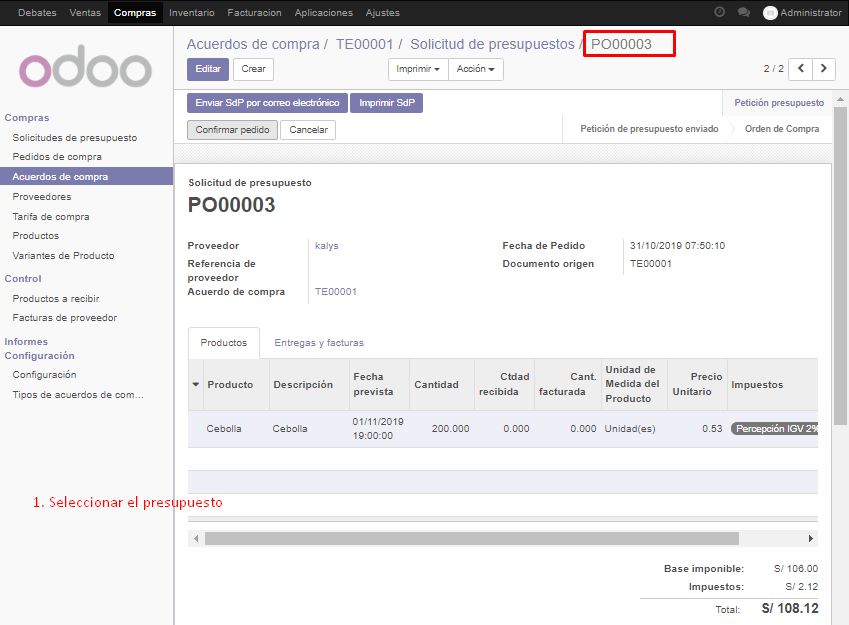 Debates Ventas Compras Inventario Facturacion Aplicaciones Ajustes Administrator
odoo
Acuerdos de compra / TE00001 / Solicitud de presupuestos / PO00003
Editar Crear Imprimir Acción 2 / 2
Enviar SdP por correo electrónico Imprimir SdP Petición presupuesto
Confirmar pedido Cancelar Petición de presupuesto enviado Orden de Compra
Compras
Solicitudes de presupuesto
Pedidos de compra
Acuerdos de compra
Proveedores
Tarifa de compra
Productos
Variantes de Producto
Control
Productos a recibir
Facturas de proveedor
Informes
Configuración
Configuración
Tipos de acuerdos de com...
Solicitud de presupuesto
PO00003
Proveedor kalys
Referencia de
proveedor
Acuerdo de compra TE00001
Fecha de Pedido 31/10/2019 07:50:10
Documento origen TE00001
Productos Entregas y facturas
Producto Descripción Fecha prevista Cantidad Ctdad recibida Cant. facturada Unidad de Medida del Producto Precio Unitario Impuestos
Cebolla Cebolla 01/11/2019 19:00:00 200.000 0.000 0.000 Unidad(es) 0.53 Percepción IGV 2%
1. Seleccionar el presupuesto
Base imponible: S/ 106.00
Impuestos: S/ 2.12
Total: S/ 108.12